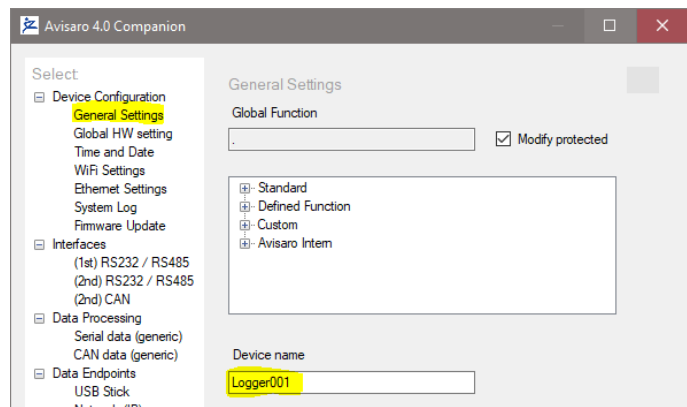 Avisaro 4.0 Companion
Select
Device Configuration
General Settings
Global HW setting
Time and Date
WiFi Settings
Ethernet Settings
System Log
Firmware Update
Interfaces
(1st) RS232 / RS485
(2nd) RS232 / RS485
(2nd) CAN
Data Processing
Serial data (generic)
CAN data (generic)
Data Endpoints
USB Stick
General Settings
Global Function
.
Modify protected
Standard
Defined Function
Custom
Avisaro Intern
Device name
Logger001